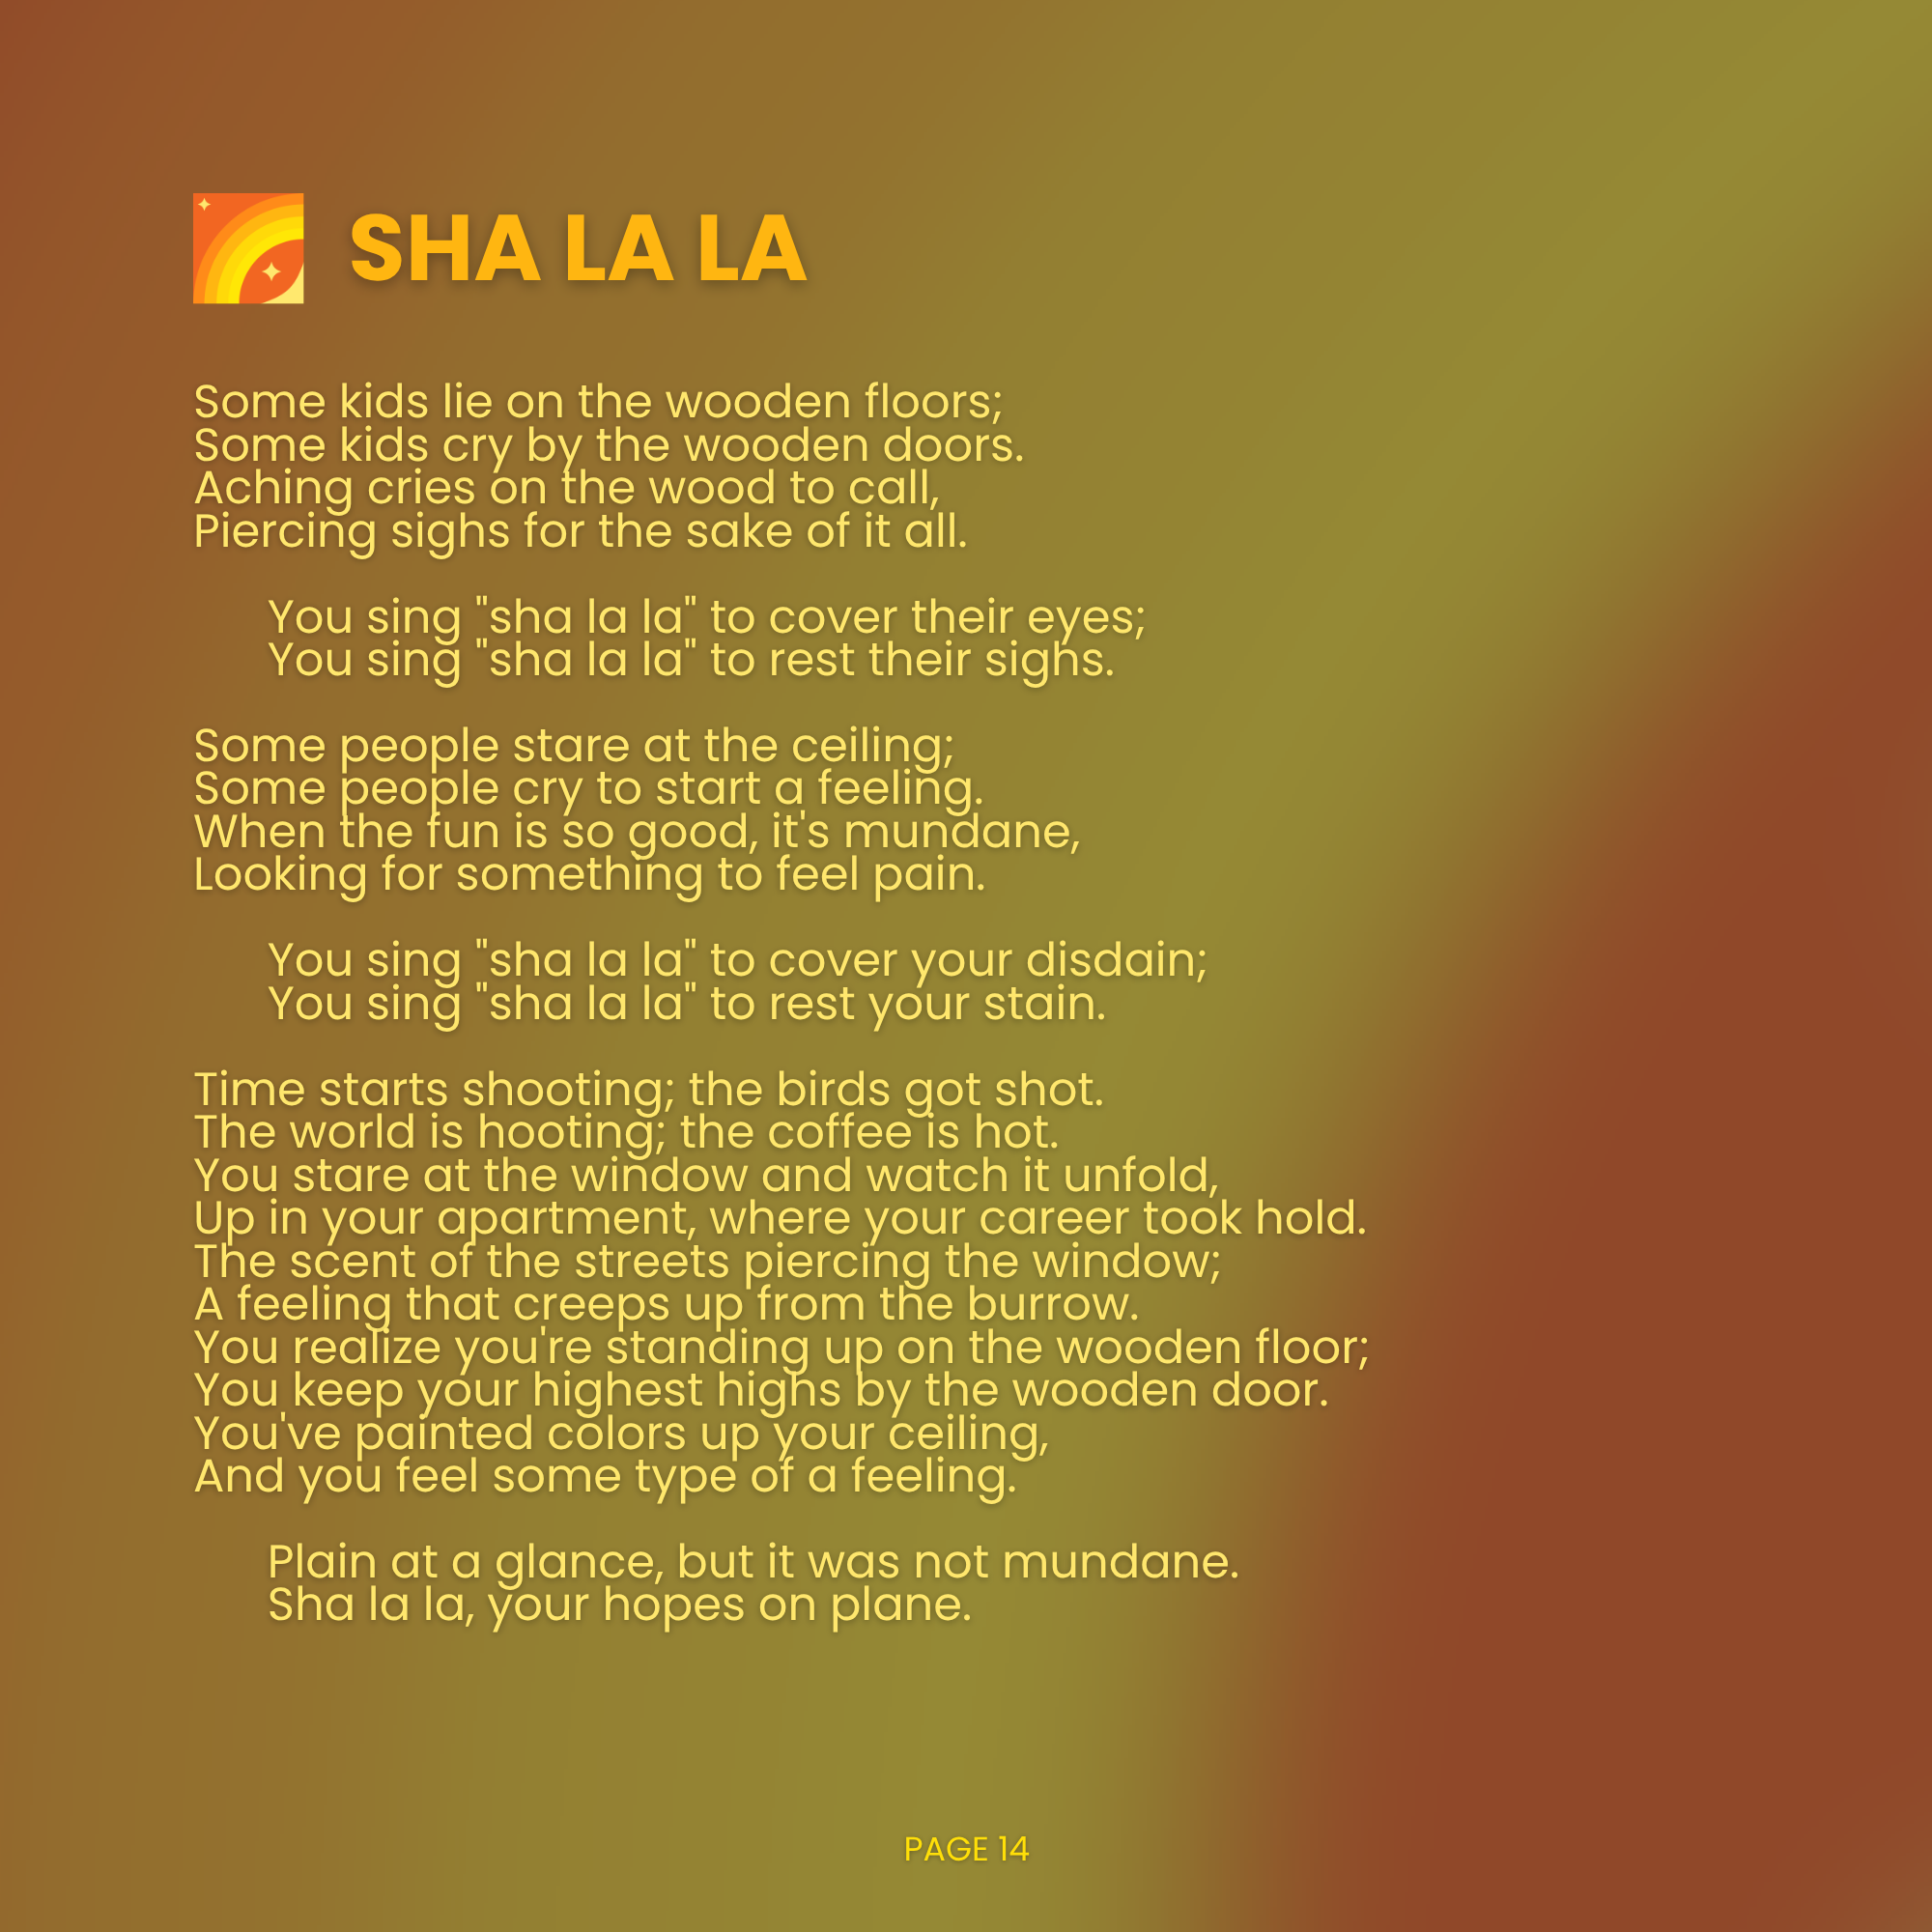 SHA LA LA
Some kids lie on the wooden floors;
Some kids cry by the wooden doors.
Aching cries on the wood to call,
Piercing sighs for the sake of it all.
You sing "sha la la" to cover their eyes;
You sing "sha la la" to rest their sighs.
Some people stare at the ceiling;
Some people cry to start a feeling.
When the fun is so good, it's mundane,
Looking for something to feel pain.
You sing "sha la la" to cover your disdain;
You sing "sha la la" to rest your stain.
Time starts shooting; the birds got shot.
The world is hooting; the coffee is hot.
You stare at the window and watch it unfold,
Up in your apartment, where your career took hold.
The scent of the streets piercing the window;
A feeling that creeps up from the burrow.
You realize you're standing up on the wooden floor;
You keep your highest highs by the wooden door.
You've painted colors up your ceiling,
And you feel some type of a feeling.
Plain at a glance, but it was not mundane.
Sha la la, your hopes on plane.
PAGE 14